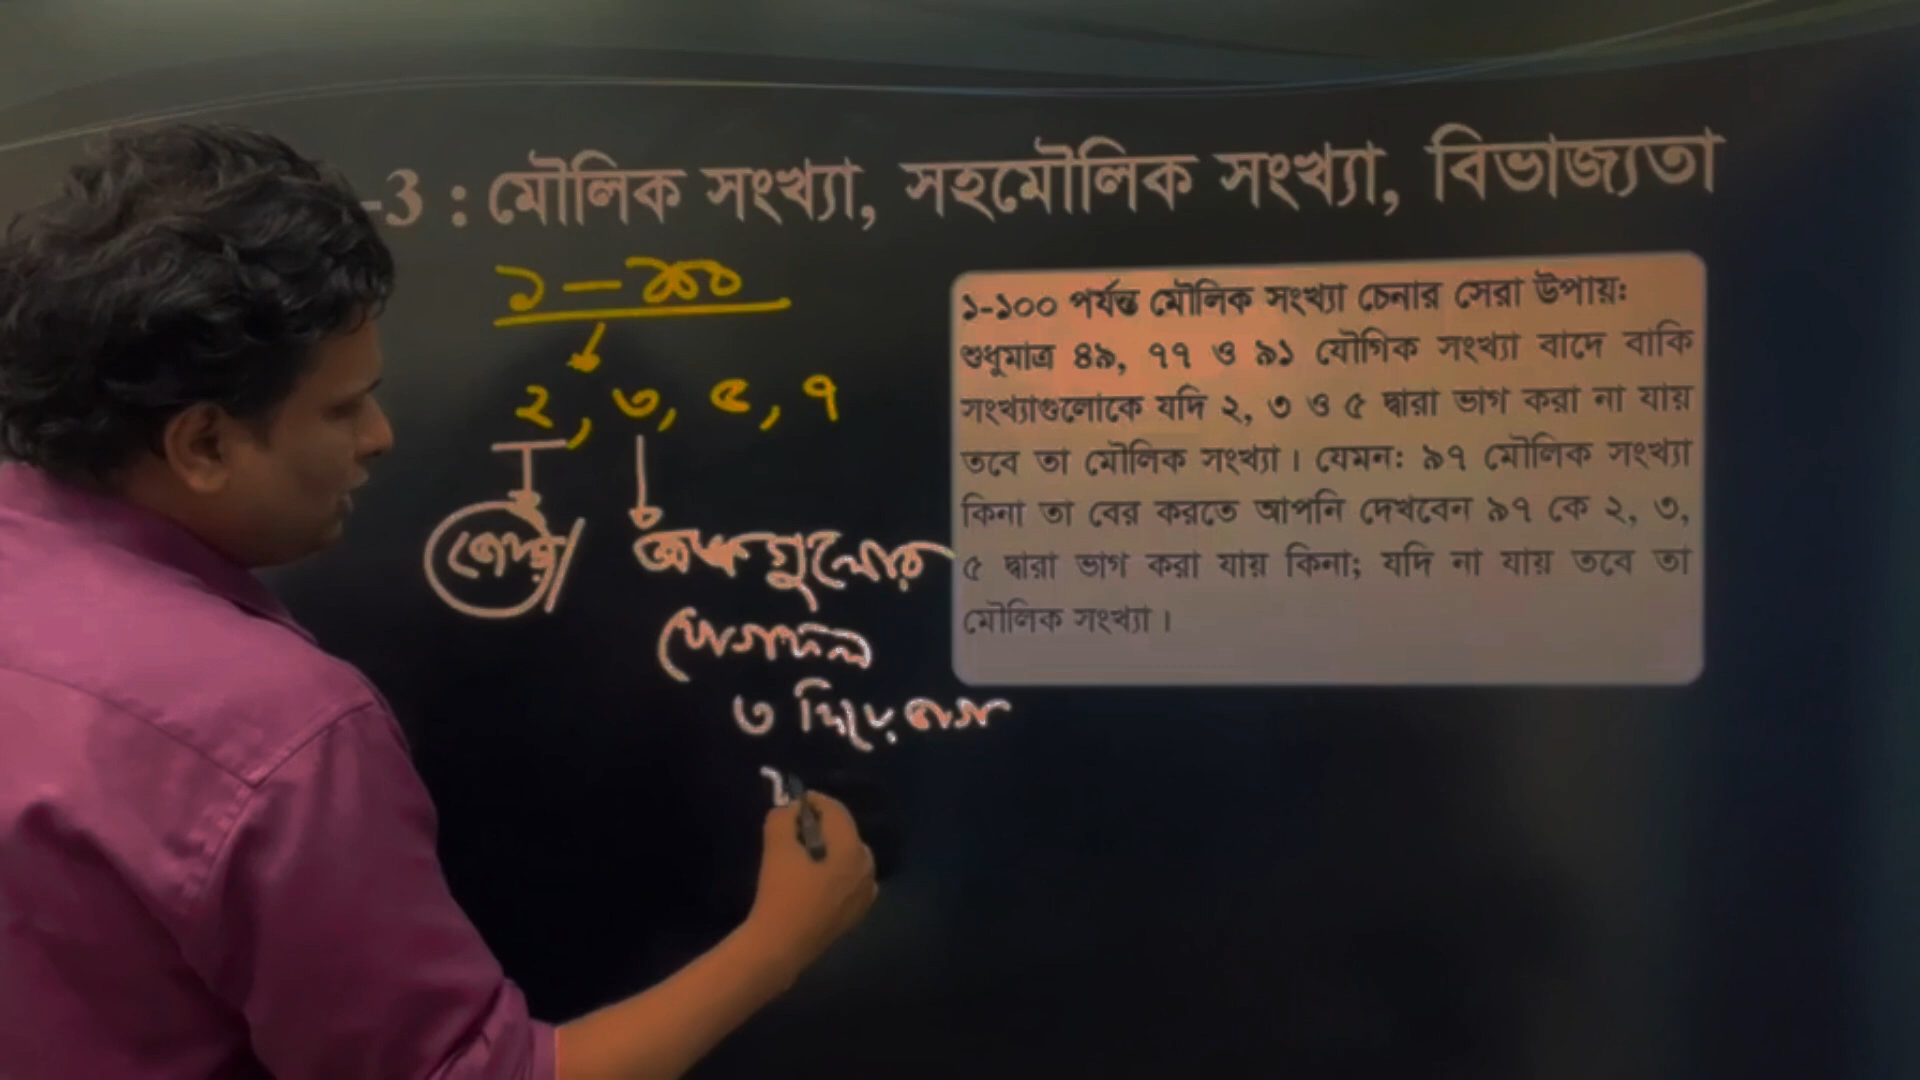 -3 : মৌলিক সংখ্যা, সহমৌলিক সংখ্যা, বিভাজ্যতা
১ – ১০০
২, ৩, ৫, ৭
জোড়
অঙ্কগুলোর
যোগফল
৩ দিয়ে ভাগ
১-১০০ পর্যন্ত মৌলিক সংখ্যা চেনার সেরা উপায়ঃ
শুধুমাত্র ৪৯, ৭৭ ও ৯১ যৌগিক সংখ্যা বাদে বাকি
সংখ্যাগুলোকে যদি ২, ৩ ও ৫ দ্বারা ভাগ করা না যায়
তবে তা মৌলিক সংখ্যা। যেমন: ৯৭ মৌলিক সংখ্যা
কিনা তা বের করতে আপনি দেখবেন ৯৭ কে ২, ৩,
৫ দ্বারা ভাগ করা যায় কিনা; যদি না যায় তবে তা
মৌলিক সংখ্যা।